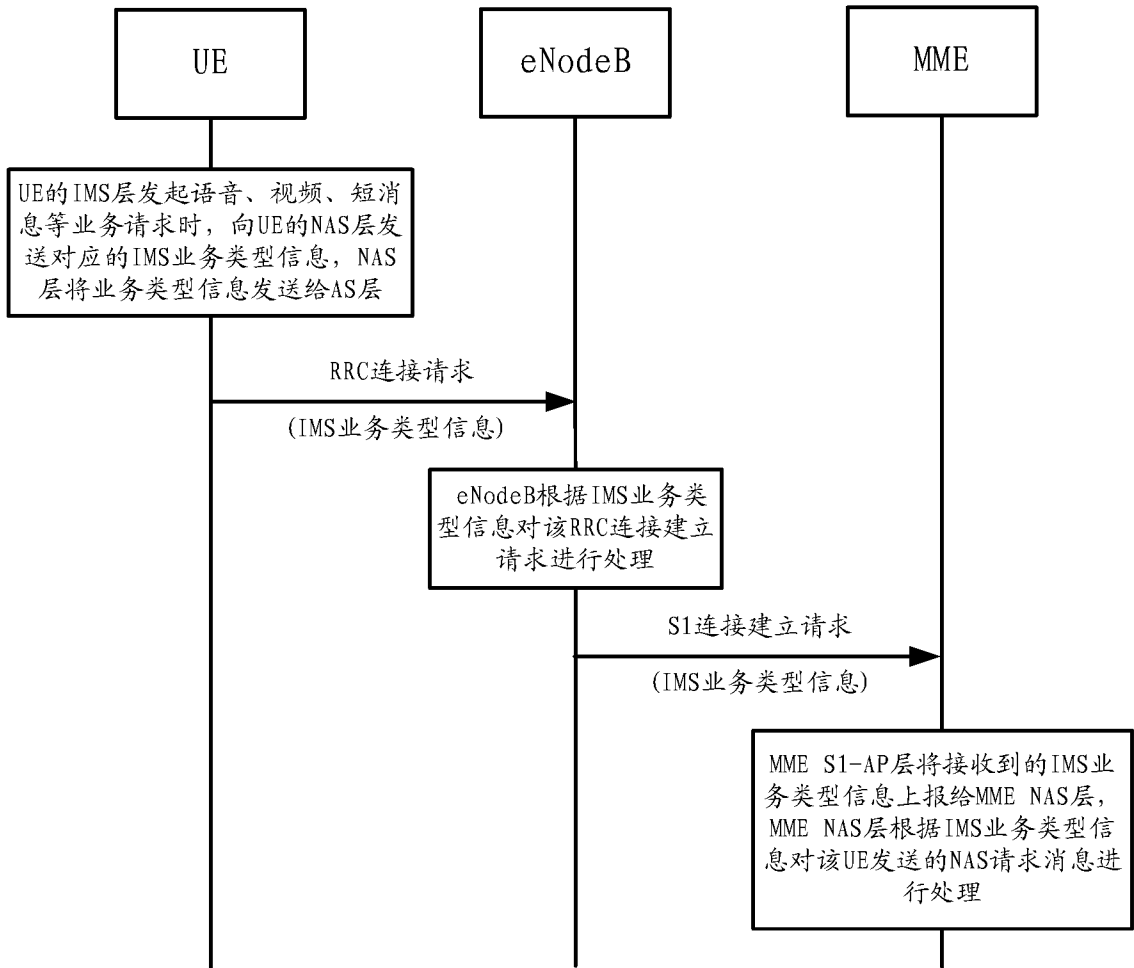 UE
eNodeB
MME
UE的IMS层发起语音、视频、短消
息等业务请求时，向UE的NAS层发
送对应的IMS业务类型信息，NAS
层将业务类型信息发送给AS层
RRC连接请求
(IMS业务类型信息)
eNodeB根据IMS业务类
型信息对该RRC连接建立
请求进行处理
S1连接建立请求
(IMS业务类型信息)
MME S1-AP层将接收到的IMS业
务类型信息上报给MME NAS层，
MME NAS层根据IMS业务类型信
息对该UE发送的NAS请求消息进
行处理